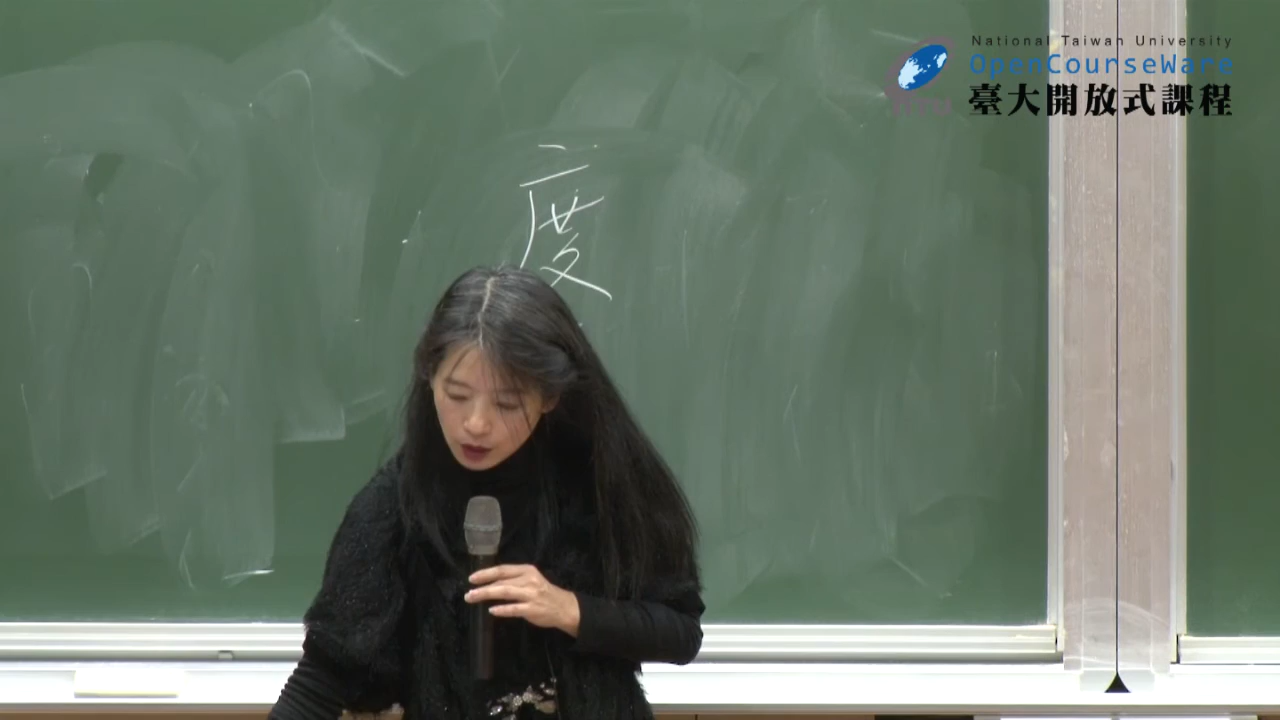 National Taiwan University
OpenCourseWare
臺大開放式課程
度